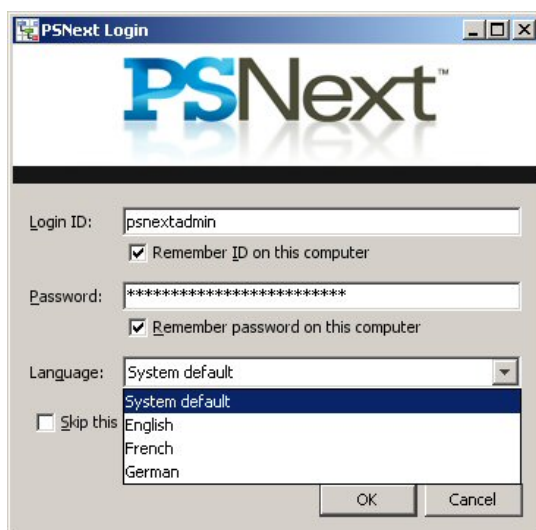 PSNext Login
PSNext™
Login ID: psnextadmin
Remember ID on this computer
Password: *************************
Remember password on this computer
Language: System default
System default
Skip this English
French
German
OK Cancel